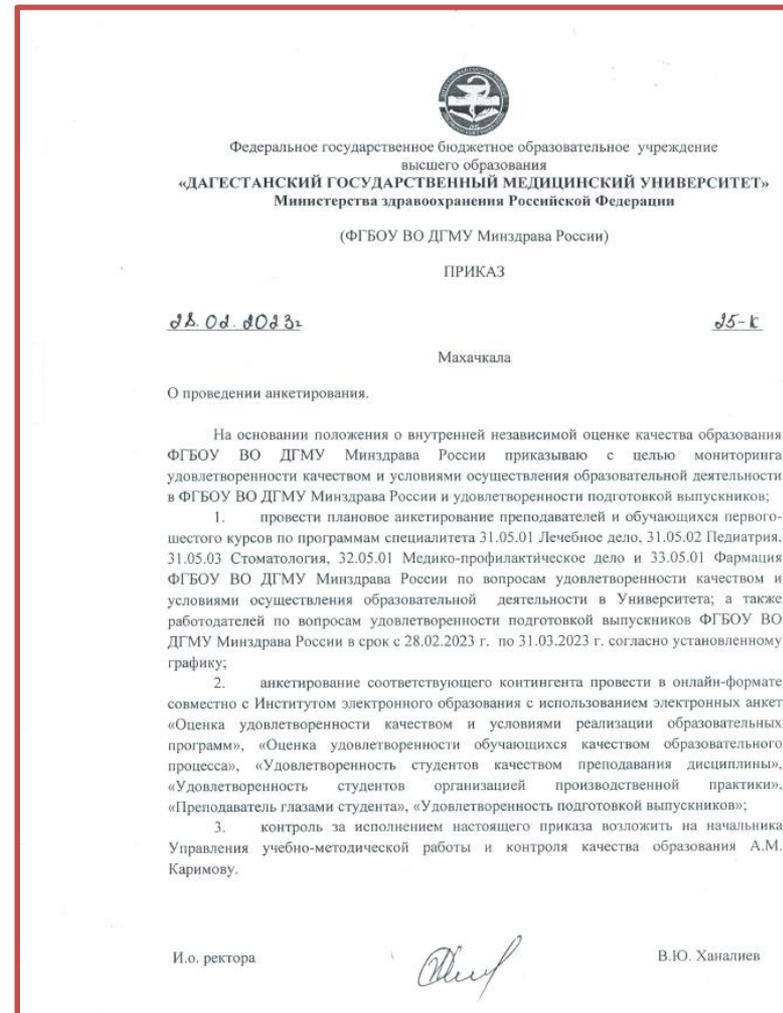 Федеральное государственное бюджетное образовательное учреждение
высшего образования
«ДАГЕСТАНСКИЙ ГОСУДАРСТВЕННЫЙ МЕДИЦИНСКИЙ УНИВЕРСИТЕТ»
Министерства здравоохранения Российской Федерации
(ФГБОУ ВО ДГМУ Минздрава России)
ПРИКАЗ
28.02.2023г 25-к
Махачкала
О проведении анкетирования.
На основании положения о внутренней независимой оценке качества образования
ФГБОУ ВО ДГМУ Минздрава России приказываю с целью мониторинга
удовлетворенности качеством и условиями осуществления образовательной деятельности
в ФГБОУ ВО ДГМУ Минздрава России и удовлетворенности подготовкой выпускников;
1. провести плановое анкетирование преподавателей и обучающихся первого-
шестого курсов по программам специалитета 31.05.01 Лечебное дело, 31.05.02 Педиатрия,
31.05.03 Стоматология, 32.05.01 Медико-профилактическое дело и 33.05.01 Фармация
ФГБОУ ВО ДГМУ Минздрава России по вопросам удовлетворенности качеством и
условиями осуществления образовательной деятельности в Университета; а также
работодателей по вопросам удовлетворенности подготовкой выпускников ФГБОУ ВО
ДГМУ Минздрава России в срок с 28.02.2023 г. по 31.03.2023 г. согласно установленному
графику;
2. анкетирование соответствующего контингента провести в онлайн-формате
совместно с Институтом электронного образования с использованием электронных анкет
«Оценка удовлетворенности качеством и условиями реализации образовательных
программ», «Оценка удовлетворенности обучающихся качеством образовательного
процесса», «Удовлетворенность студентов качеством преподавания дисциплины»,
«Удовлетворенность студентов организацией производственной практики»,
«Преподаватель глазами студента», «Удовлетворенность подготовкой выпускников»;
3. контроль за исполнением настоящего приказа возложить на начальника
Управления учебно-методической работы и контроля качества образования А.М.
Каримову.
И.о. ректора В.Ю. Ханалиев